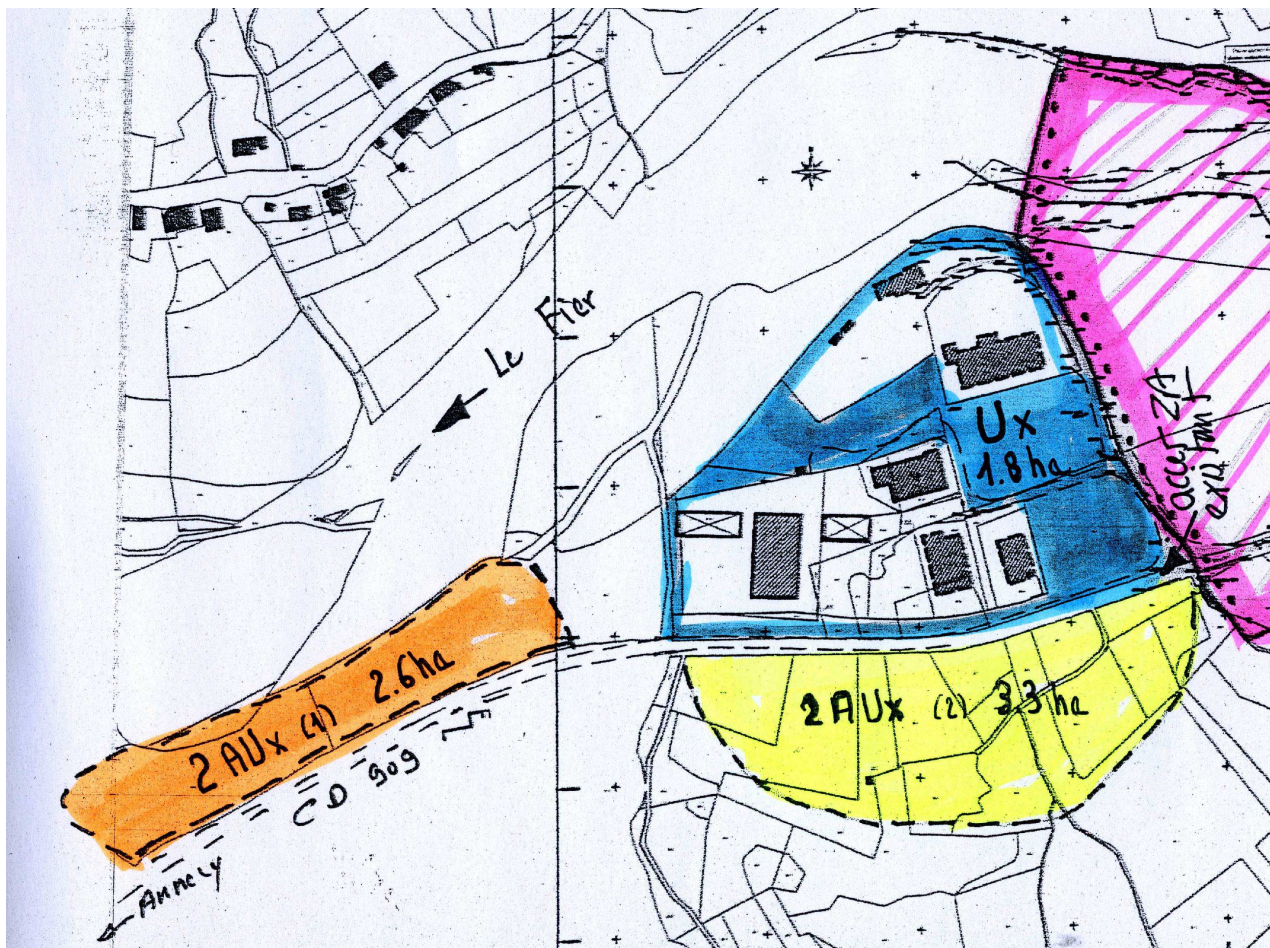 Le Fier
Ux
1.8 ha
accès ZA
existant
2 AUx (1) 2.6 ha
2 AUx (2) 3.3 ha
CD 909
Annecy